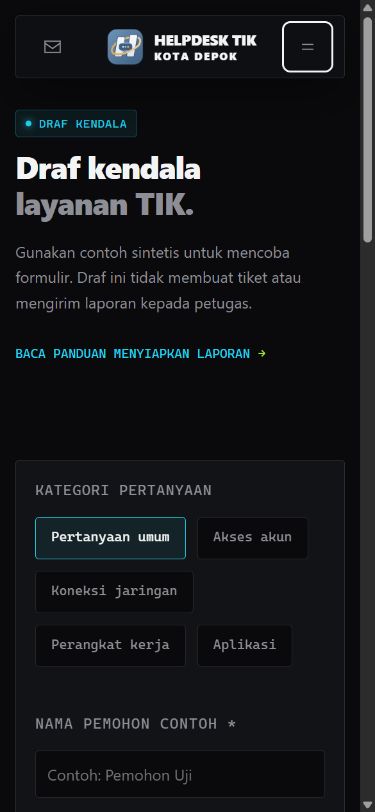 HELPDESK TIK
KOTA DEPOK
DRAF KENDALA
Draf kendala
layanan TIK.
Gunakan contoh sintetis untuk mencoba
formulir. Draf ini tidak membuat tiket atau
mengirim laporan kepada petugas.
BACA PANDUAN MENYIAPKAN LAPORAN →
KATEGORI PERTANYAAN
Pertanyaan umum
Akses akun
Koneksi jaringan
Perangkat kerja
Aplikasi
NAMA PEMOHON CONTOH *
Contoh: Pemohon Uji